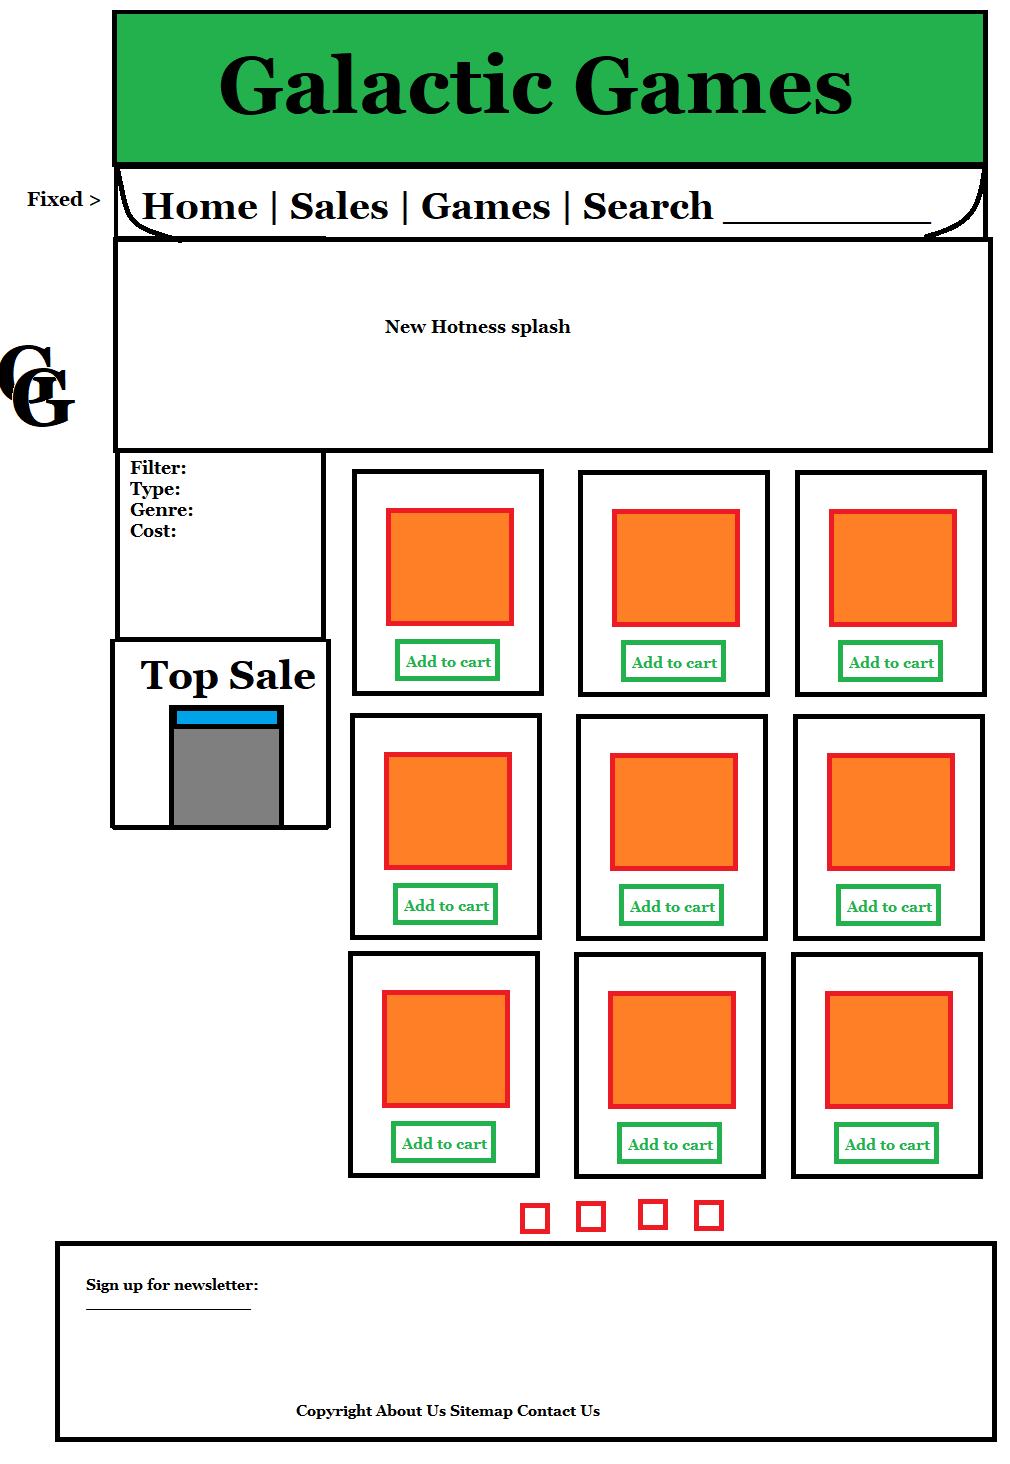 Galactic Games
Fixed >
Home | Sales | Games | Search ___________
New Hotness splash
G
G
Filter:
Type:
Genre:
Cost:
Top Sale
Add to cart
Add to cart
Add to cart
Add to cart
Add to cart
Add to cart
Add to cart
Add to cart
Add to cart
Sign up for newsletter:
______________________
Copyright About Us Sitemap Contact Us